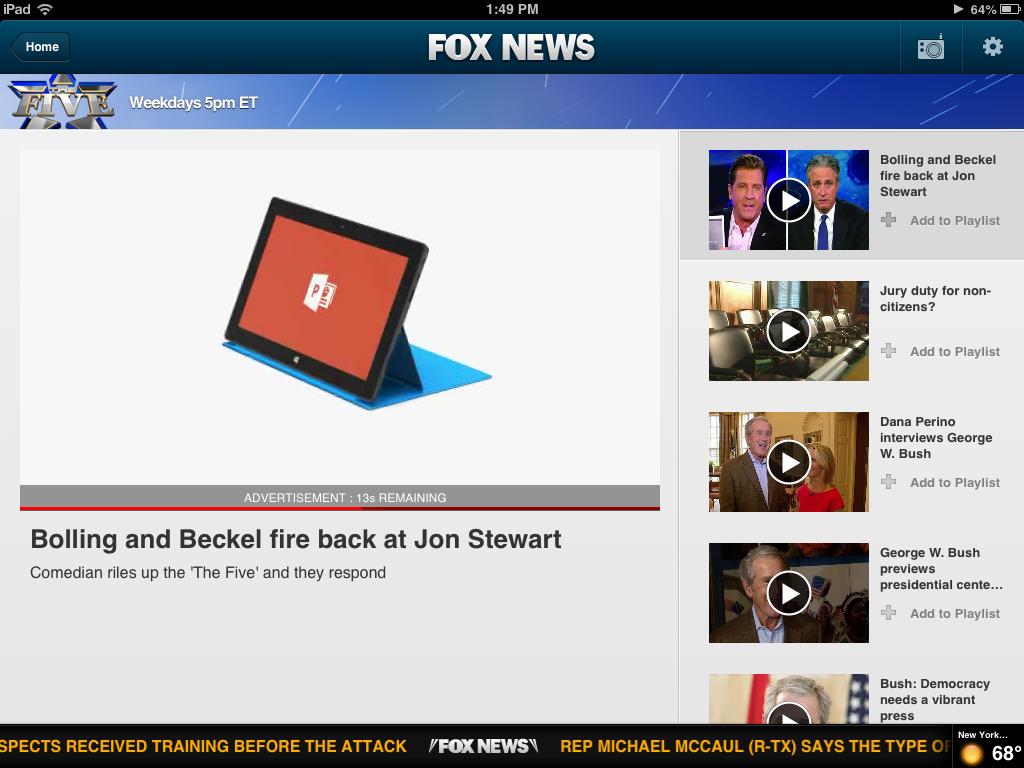 iPad
1:49 PM
64%
Home
FOX NEWS
THE FIVE
Weekdays 5pm ET
P
ADVERTISEMENT : 13s REMAINING
Bolling and Beckel fire back at Jon Stewart
Comedian riles up the 'The Five' and they respond
Bolling and Beckel
fire back at Jon
Stewart
Add to Playlist
Jury duty for non-
citizens?
Add to Playlist
Dana Perino
interviews George
W. Bush
Add to Playlist
George W. Bush
previews
presidential cente...
Add to Playlist
Bush: Democracy
needs a vibrant
press
SPECTS RECEIVED TRAINING BEFORE THE ATTACK
FOX NEWS
REP MICHAEL MCCAUL (R-TX) SAYS THE TYPE OF
New York...
68°